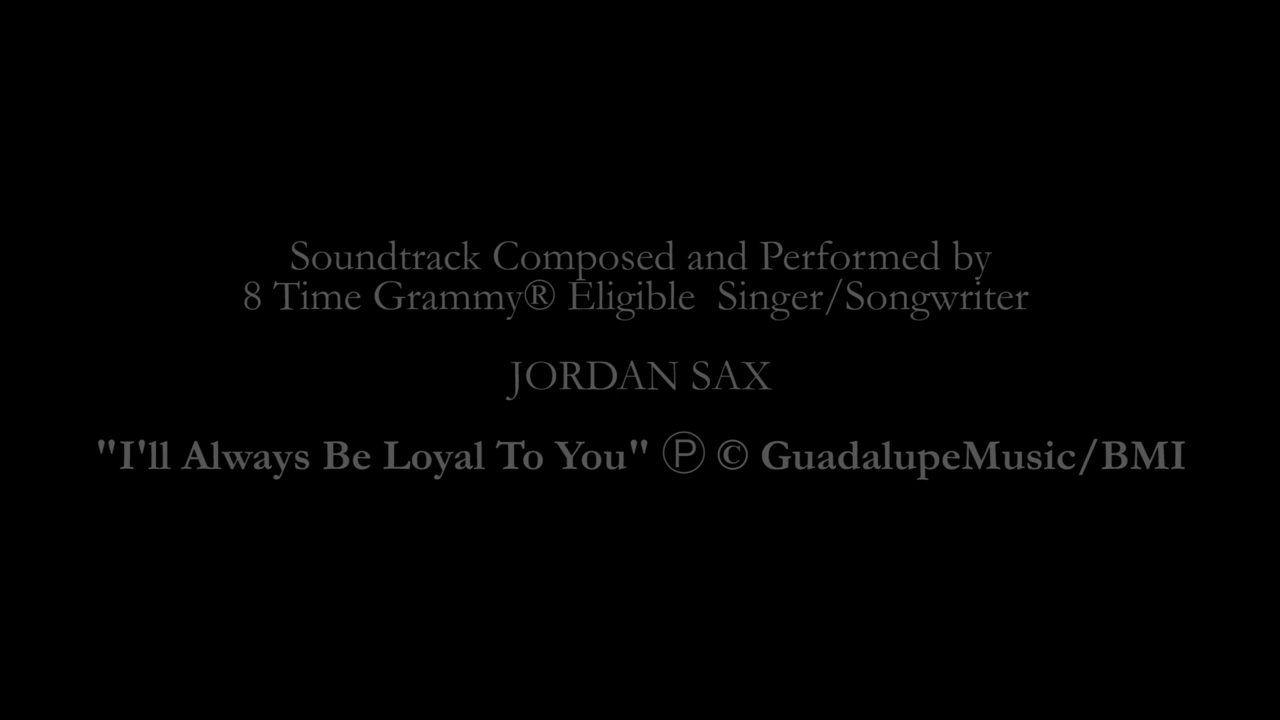 Soundtrack Composed and Performed by
8 Time Grammy® Eligible  Singer/Songwriter
JORDAN SAX
"I'll Always Be Loyal To You" Ⓟ © GuadalupeMusic/BMI